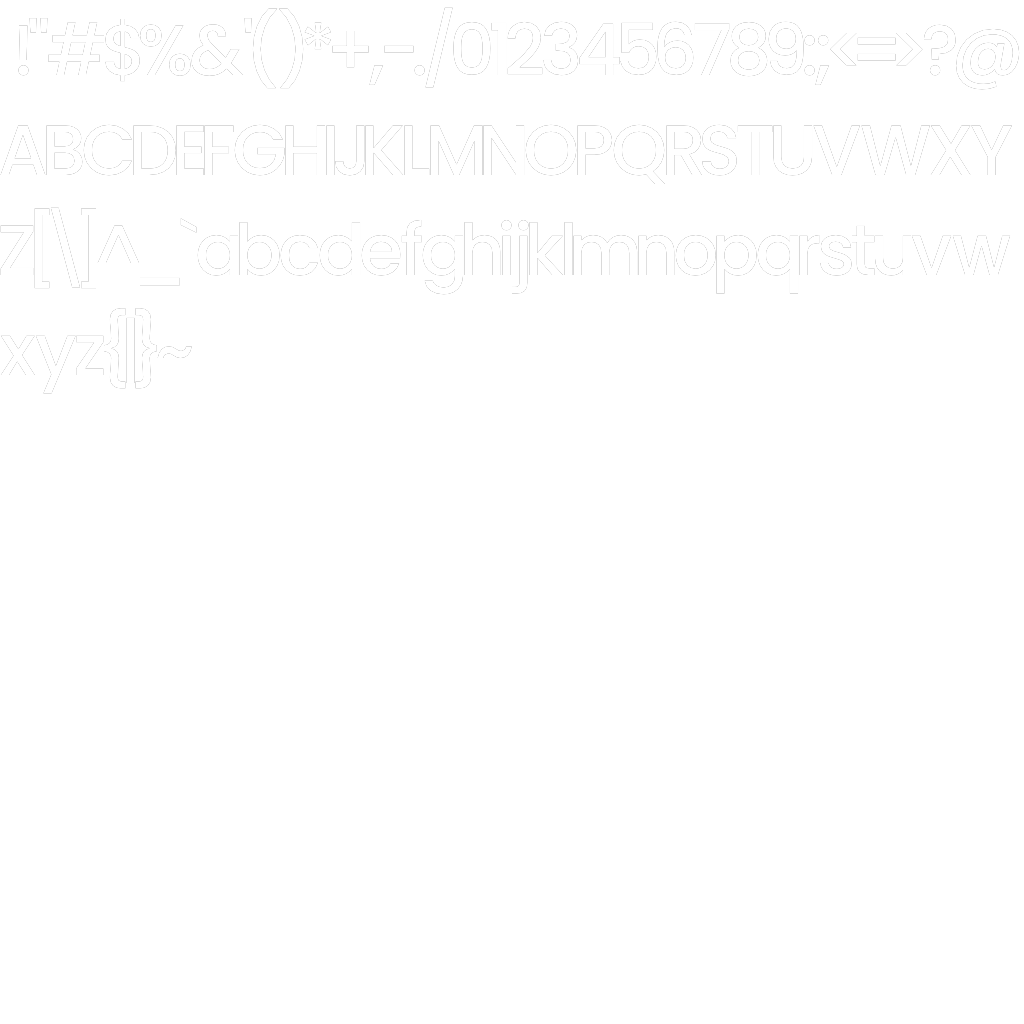 !"#$%&'()*+,-./0123456789:;<=>?@
ABCDEFGHIJKLMNOPQRSTUVWXY
Z[\]^_`abcdefghijklmnopqrstuvw
xyz{|}~